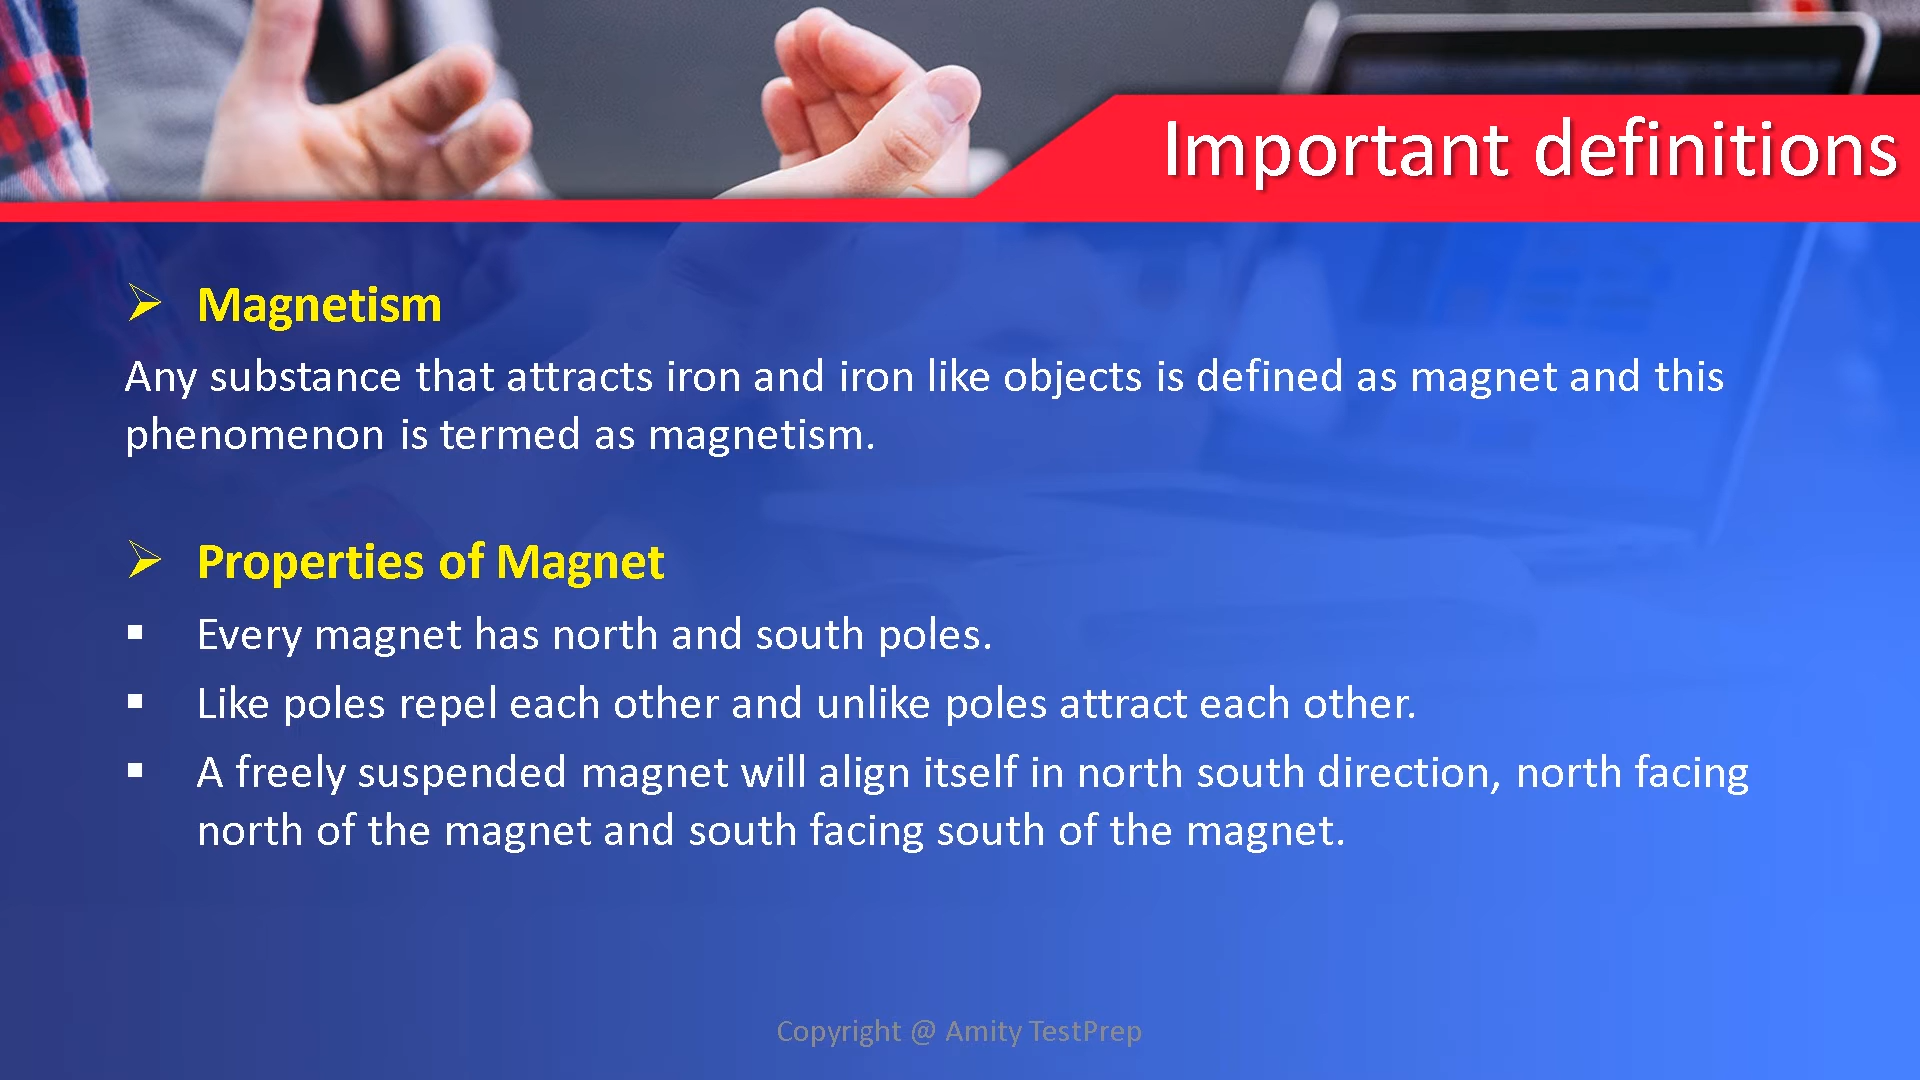 Important definitions
Magnetism
Any substance that attracts iron and iron like objects is defined as magnet and this
phenomenon is termed as magnetism.
Properties of Magnet
Every magnet has north and south poles.
Like poles repel each other and unlike poles attract each other.
A freely suspended magnet will align itself in north south direction, north facing
north of the magnet and south facing south of the magnet.
Copyright @ Amity TestPrep